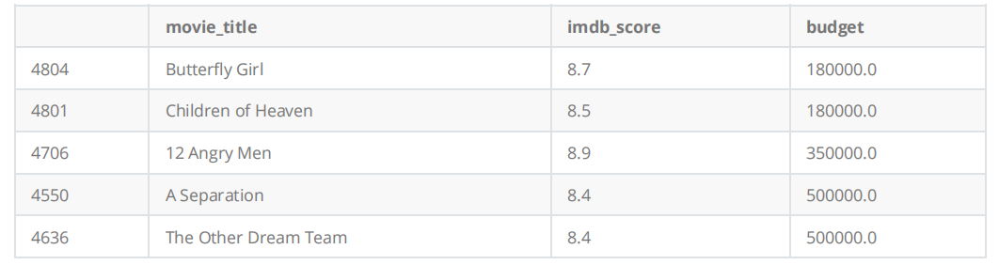 movie_title imdb_score budget
4804 Butterfly Girl 8.7 180000.0
4801 Children of Heaven 8.5 180000.0
4706 12 Angry Men 8.9 350000.0
4550 A Separation 8.4 500000.0
4636 The Other Dream Team 8.4 500000.0